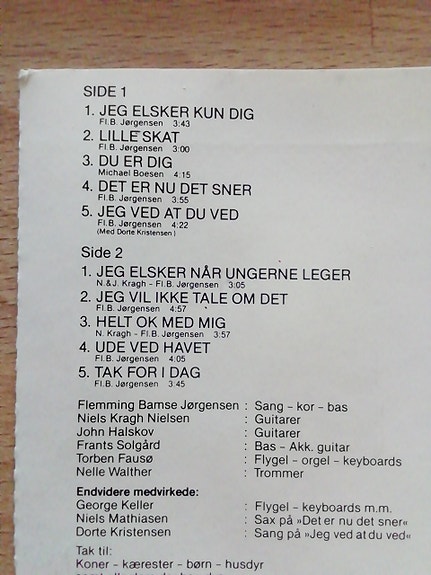 SIDE 1
1. JEG ELSKER KUN DIG
Fl.B. Jørgensen 3:43
2. LILLE SKAT
Fl.B. Jørgensen 3:00
3. DU ER DIG
Michael Boesen 4:15
4. DET ER NU DET SNER
Fl.B. Jørgensen 3:55
5. JEG VED AT DU VED
Fl.B. Jørgensen 4:22
(Med Dorte Kristensen)
Side 2
1. JEG ELSKER NÅR UNGERNE LEGER
N.&J. Kragh – Fl.B. Jørgensen 3:05
2. JEG VIL IKKE TALE OM DET
Fl.B. Jørgensen 4:57
3. HELT OK MED MIG
N. Kragh – Fl.B. Jørgensen 3:57
4. UDE VED HAVET
Fl.B. Jørgensen 4:05
5. TAK FOR I DAG
Fl.B. Jørgensen 3:45
Flemming Bamse Jørgensen : Sang – kor – bas
Niels Kragh Nielsen : Guitarer
John Halskov : Guitarer
Frants Solgård : Bas – Akk. guitar
Torben Fausø : Flygel – orgel – keyboards
Nelle Walther : Trommer
Endvidere medvirkede:
George Keller : Flygel – keyboards m.m.
Niels Mathiasen : Sax på »Det er nu det sner«
Dorte Kristensen : Sang på »Jeg ved at du ved«
Tak til:
Koner – kærester – børn – husdyr